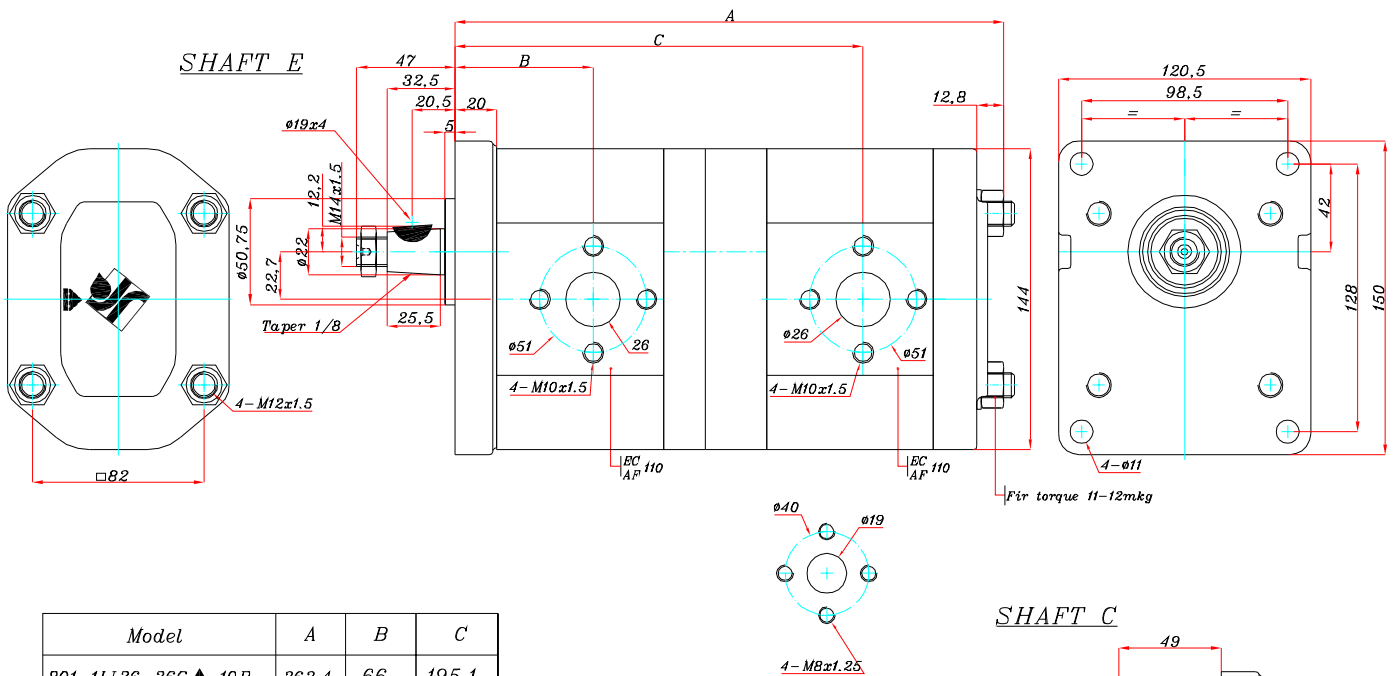 A
C
SHAFT E
47
B
32,5
20,5
20
12,8
120,5
98,5
=
=
5
ø19x4
12,2
M14x1.5
ø50,75
ø22
22,7
Taper 1/8
25,5
ø51
26
4-M10x1.5
ø26
ø51
4-M10x1.5
144
42
128
150
4-M12x1.5
□82
EC
AF 110
EC
AF 110
4-ø11
Fir torque 11-12mkg
ø40
ø19
4-M8x1.25
SHAFT C
49
Model A B C
66 195,1